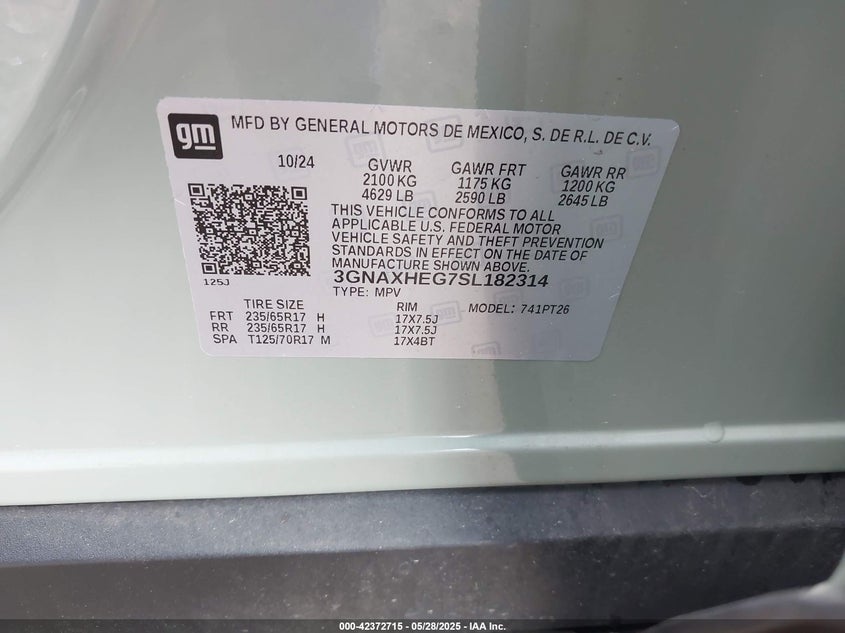 gm
MFD BY GENERAL MOTORS DE MEXICO, S. DE R.L. DE C.V.
10/24 GVWR GAWR FRT GAWR RR
2100 KG 1175 KG 1200 KG
4629 LB 2590 LB 2645 LB
THIS VEHICLE CONFORMS TO ALL
APPLICABLE U.S. FEDERAL MOTOR
VEHICLE SAFETY AND THEFT PREVENTION
STANDARDS IN EFFECT ON THE DATE OF
MANUFACTURE SHOWN ABOVE.
3GNAXHEG7SL182314
125J
TYPE: MPV
TIRE SIZE RIM MODEL: 741PT26
FRT 235/65R17 H 17X7.5J
RR 235/65R17 H 17X7.5J
SPA T125/70R17 M 17X4BT
000-42372715 - 05/28/2025 - IAA Inc.